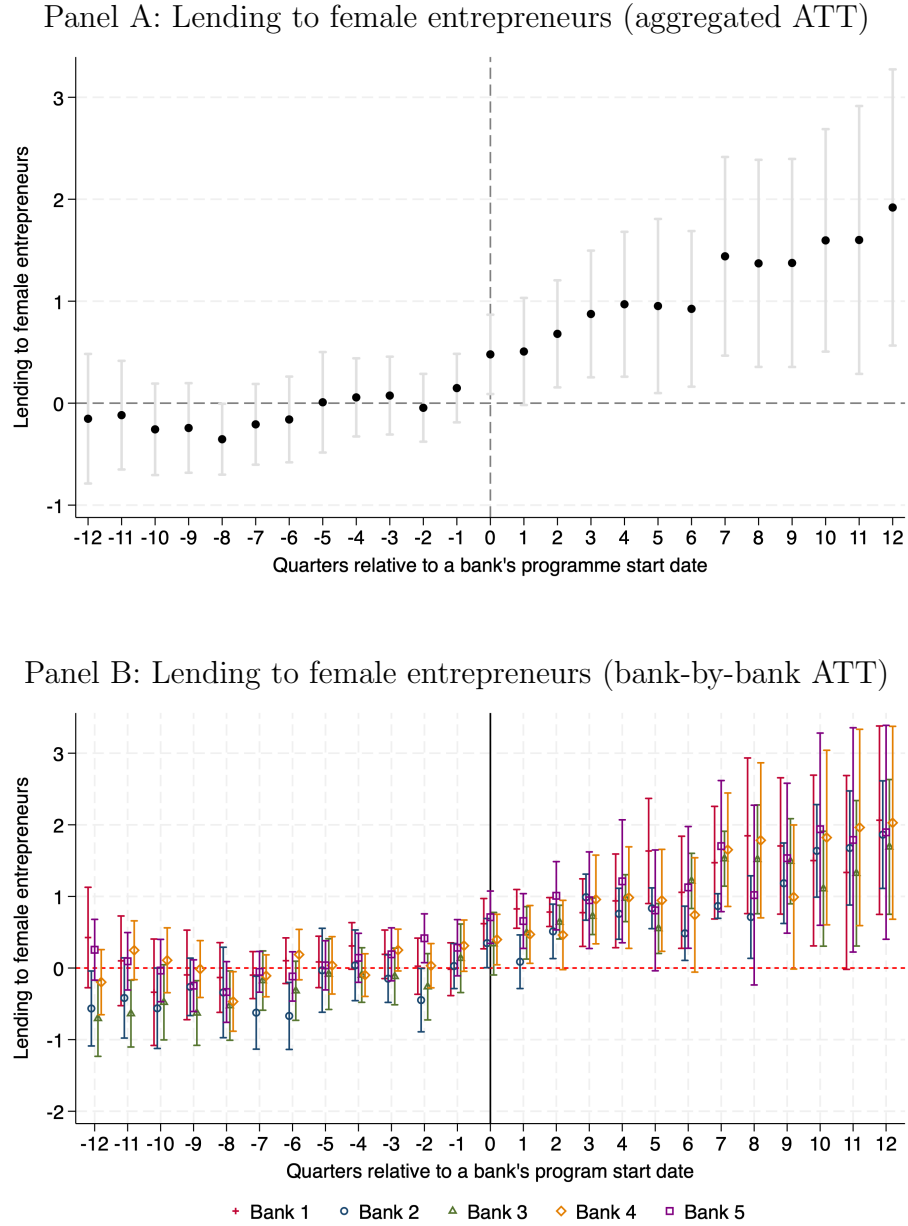 Panel A: Lending to female entrepreneurs (aggregated ATT)
Lending to female entrepreneurs
3
2
1
0
-1
-12 -11 -10 -9 -8 -7 -6 -5 -4 -3 -2 -1 0 1 2 3 4 5 6 7 8 9 10 11 12
Quarters relative to a bank's programme start date
Panel B: Lending to female entrepreneurs (bank-by-bank ATT)
Lending to female entrepreneurs
3
2
1
0
-1
-2
-12 -11 -10 -9 -8 -7 -6 -5 -4 -3 -2 -1 0 1 2 3 4 5 6 7 8 9 10 11 12
Quarters relative to a bank's program start date
Bank 1 Bank 2 Bank 3 Bank 4 Bank 5